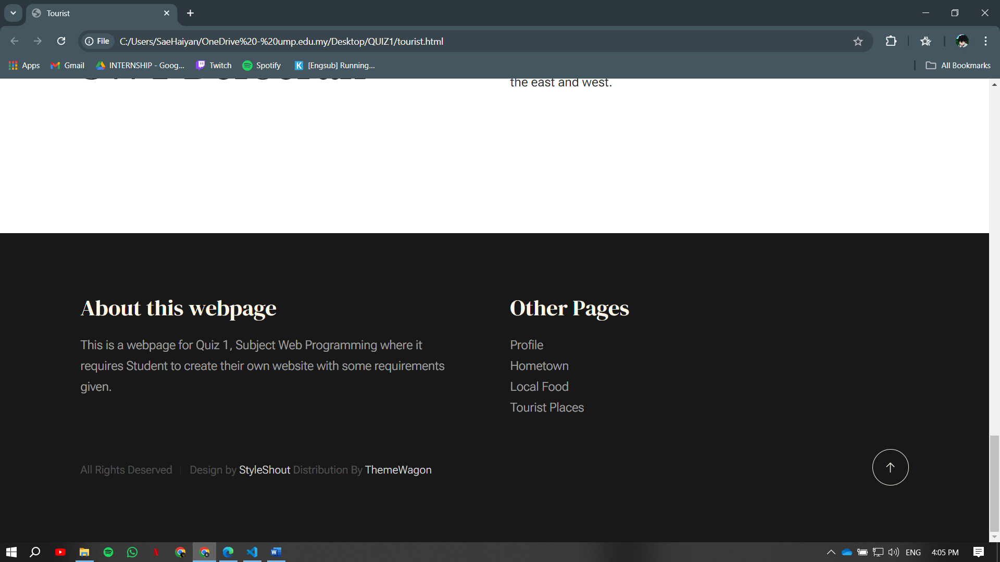 Tourist
File
C:/Users/SaeHaiyan/OneDrive%20-%20ump.edu.my/Desktop/QUIZ1/tourist.html
Apps
Gmail
INTERNSHIP - Goog...
Twitch
Spotify
[Engsub] Running...
All Bookmarks
the east and west.
About this webpage
This is a webpage for Quiz 1, Subject Web Programming where it
requires Student to create their own website with some requirements
given.
Other Pages
Profile
Hometown
Local Food
Tourist Places
All Rights Deserved
Design by StyleShout Distribution By ThemeWagon
ENG
4:05 PM